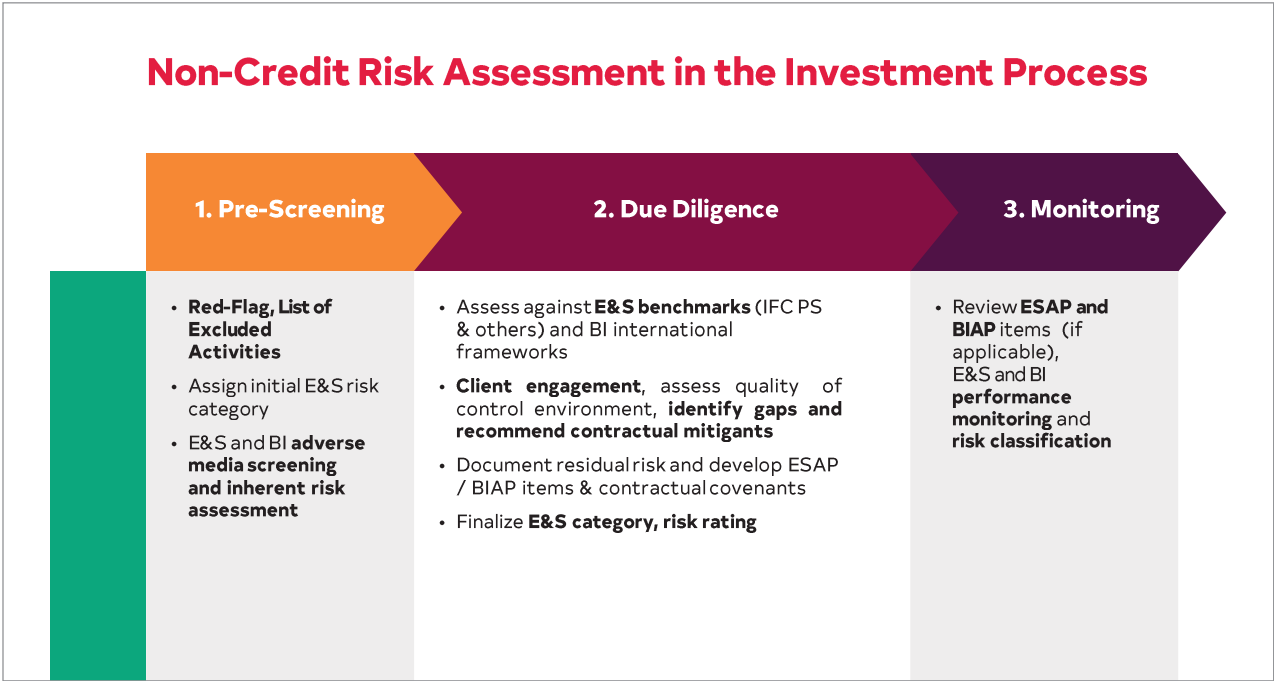 Non-Credit Risk Assessment in the Investment Process
1. Pre-Screening
2. Due Diligence
3. Monitoring
• Red-Flag, List of
Excluded
Activities
• Assign initial E&S risk
category
• E&S and BI adverse
media screening
and inherent risk
assessment
• Assess against E&S benchmarks (IFC PS
& others) and BI international
frameworks
• Client engagement, assess quality of
control environment, identify gaps and
recommend contractual mitigants
• Document residual risk and develop ESAP
/ BIAP items & contractual covenants
• Finalize E&S category, risk rating
• Review ESAP and
BIAP items (if
applicable),
E&S and BI
performance
monitoring and
risk classification